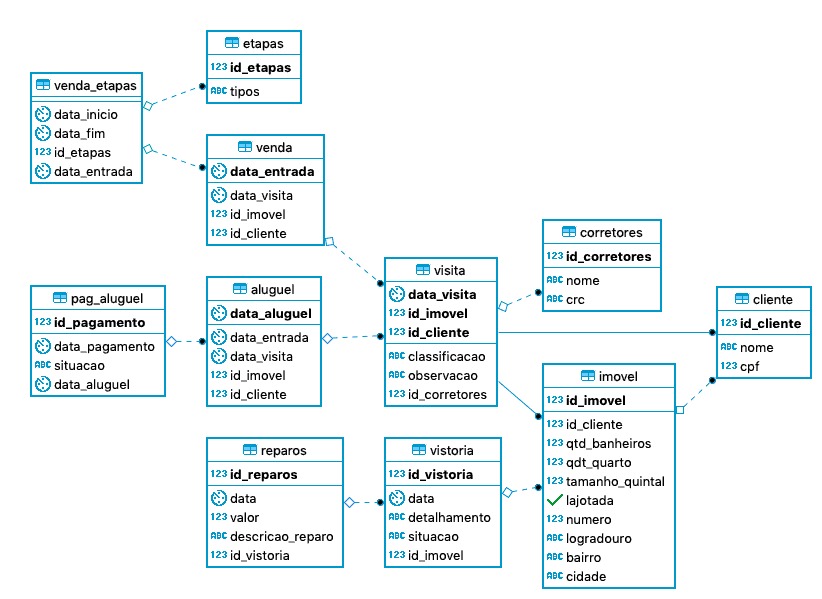 etapas
123 id_etapas
ABC tipos
venda_etapas
data_inicio
data_fim
123 id_etapas
data_entrada
venda
data_entrada
data_visita
123 id_imovel
123 id_cliente
corretores
123 id_corretores
ABC nome
ABC crc
visita
data_visita
123 id_imovel
123 id_cliente
ABC classificacao
ABC observacao
123 id_corretores
pag_aluguel
123 id_pagamento
data_pagamento
ABC situacao
data_aluguel
aluguel
data_aluguel
data_entrada
data_visita
123 id_imovel
123 id_cliente
cliente
123 id_cliente
ABC nome
123 cpf
imovel
123 id_imovel
123 id_cliente
123 qtd_banheiros
123 qdt_quarto
123 tamanho_quintal
lajotada
123 numero
ABC logradouro
ABC bairro
ABC cidade
reparos
123 id_reparos
data
123 valor
ABC descricao_reparo
123 id_vistoria
vistoria
123 id_vistoria
data
ABC detalhamento
ABC situacao
123 id_imovel